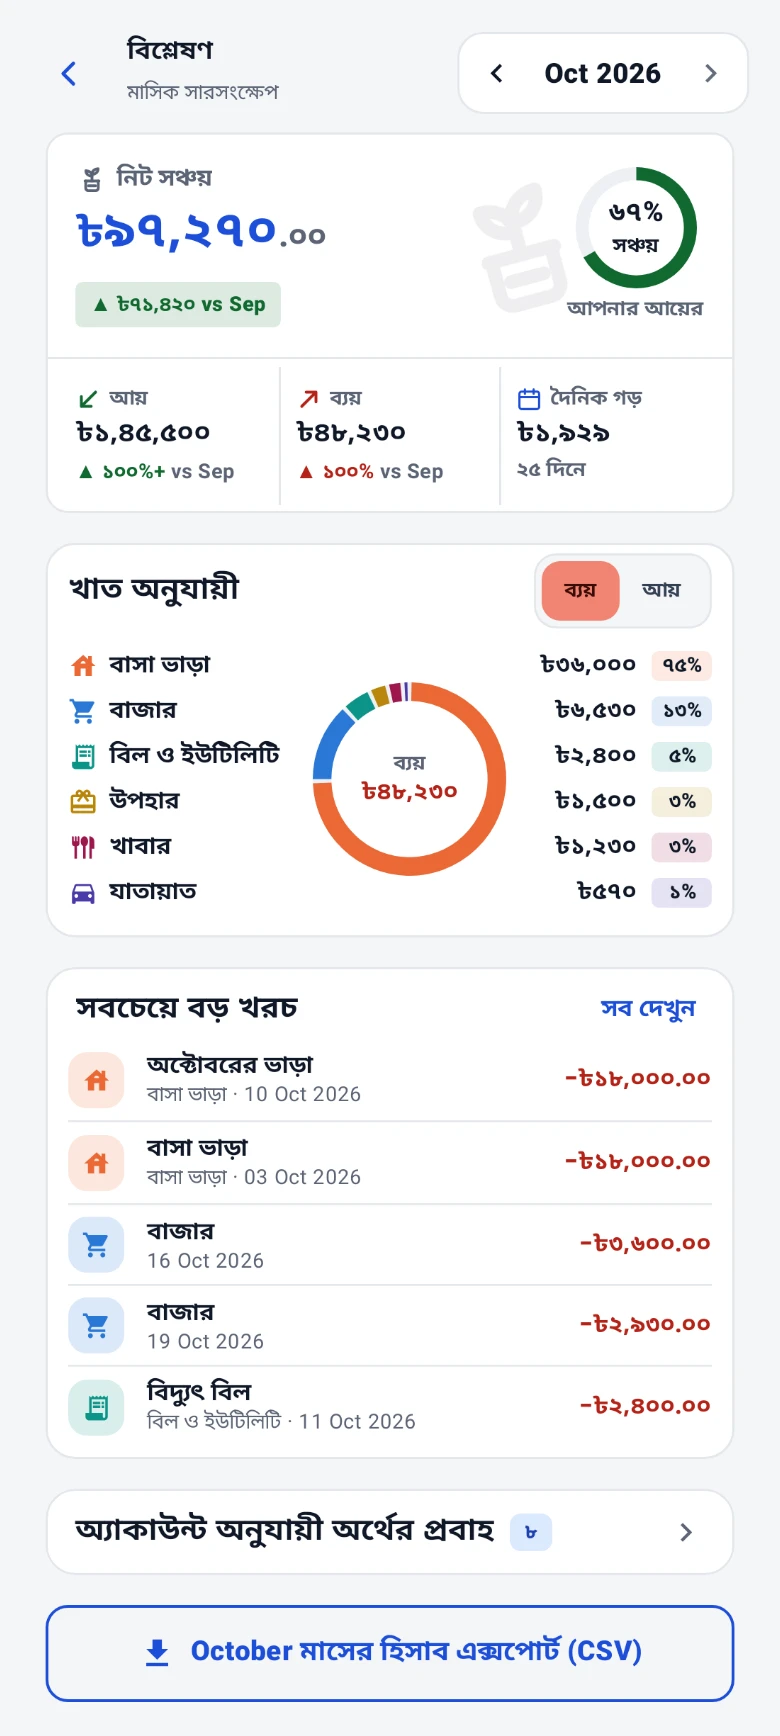 বিশ্লেষণ
মাসিক সারসংক্ষেপ
Oct 2026
নিট সঞ্চয়
৳৯৭,২৭০.০০
▲ ৳৭১,৪২০ vs Sep
৬৭%
সঞ্চয়
আপনার আয়ের
আয়
৳১,৪৫,৫০০
▲ ১০০%+ vs Sep
ব্যয়
৳৪৮,২৩০
▲ ১০০% vs Sep
দৈনিক গড়
৳১,৯২৯
২৫ দিনে
খাত অনুযায়ী
ব্যয় আয়
বাসা ভাড়া ৳৩৬,০০০ ৭৫%
বাজার ৳৬,৫৩০ ১৩%
বিল ও ইউটিলিটি ৳২,৪০০ ৫%
উপহার ৳১,৫০০ ৩%
খাবার ৳১,২৩০ ৩%
যাতায়াত ৳৫৭০ ১%
ব্যয়
৳৪৮,২৩০
সবচেয়ে বড় খরচ সব দেখুন
অক্টোবরের ভাড়া −৳১৮,০০০.০০
বাসা ভাড়া · 10 Oct 2026
বাসা ভাড়া −৳১৮,০০০.০০
বাসা ভাড়া · 03 Oct 2026
বাজার −৳৩,৬০০.০০
16 Oct 2026
বাজার −৳২,৯৩০.০০
19 Oct 2026
বিদ্যুৎ বিল −৳২,৪০০.০০
বিল ও ইউটিলিটি · 11 Oct 2026
অ্যাকাউন্ট অনুযায়ী অর্থের প্রবাহ ৮
October মাসের হিসাব এক্সপোর্ট (CSV)